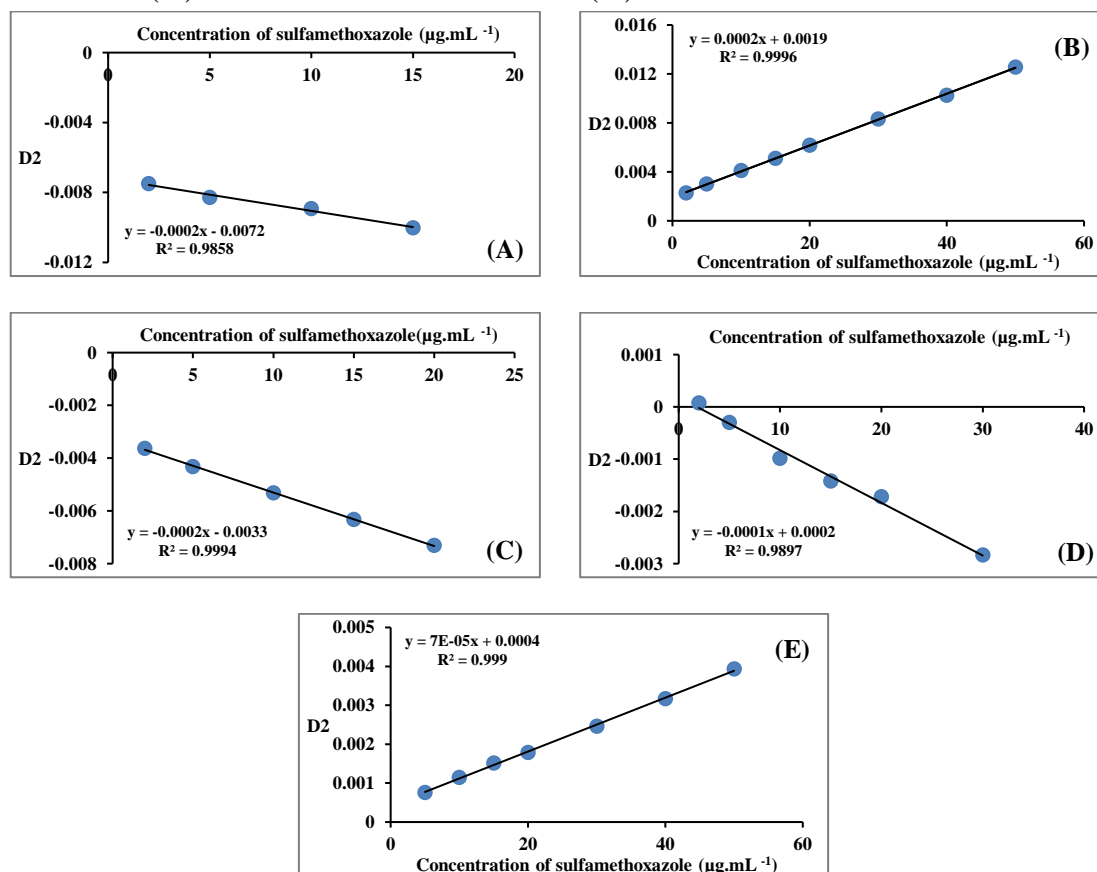 Concentration of sulfamethoxazole (µg.mL -1)
0
0 5 10 15 20
-0.004
D2
-0.008
y = -0.0002x - 0.0072
R² = 0.9858
(A)
-0.012
0.016
y = 0.0002x + 0.0019
(B)
R² = 0.9996
0.012
D2
0.008
0.004
0
0 20 40 60
Concentration of sulfamethoxazole (µg.mL -1)
Concentration of sulfamethoxazole(µg.mL -1)
0
0 5 10 15 20 25
-0.002
D2
-0.004
-0.006
y = -0.0002x - 0.0033
R² = 0.9994
(C)
-0.008
Concentration of sulfamethoxazole (µg.mL -1)
0.001
0
0 10 20 30 40
D2
-0.001
-0.002
y = -0.0001x + 0.0002
R² = 0.9897
(D)
-0.003
0.005
y = 7E-05x + 0.0004
(E)
R² = 0.999
0.004
0.003
D2
0.002
0.001
0
0 20 40 60
Concentration of sulfamethoxazole (µg.mL -1)